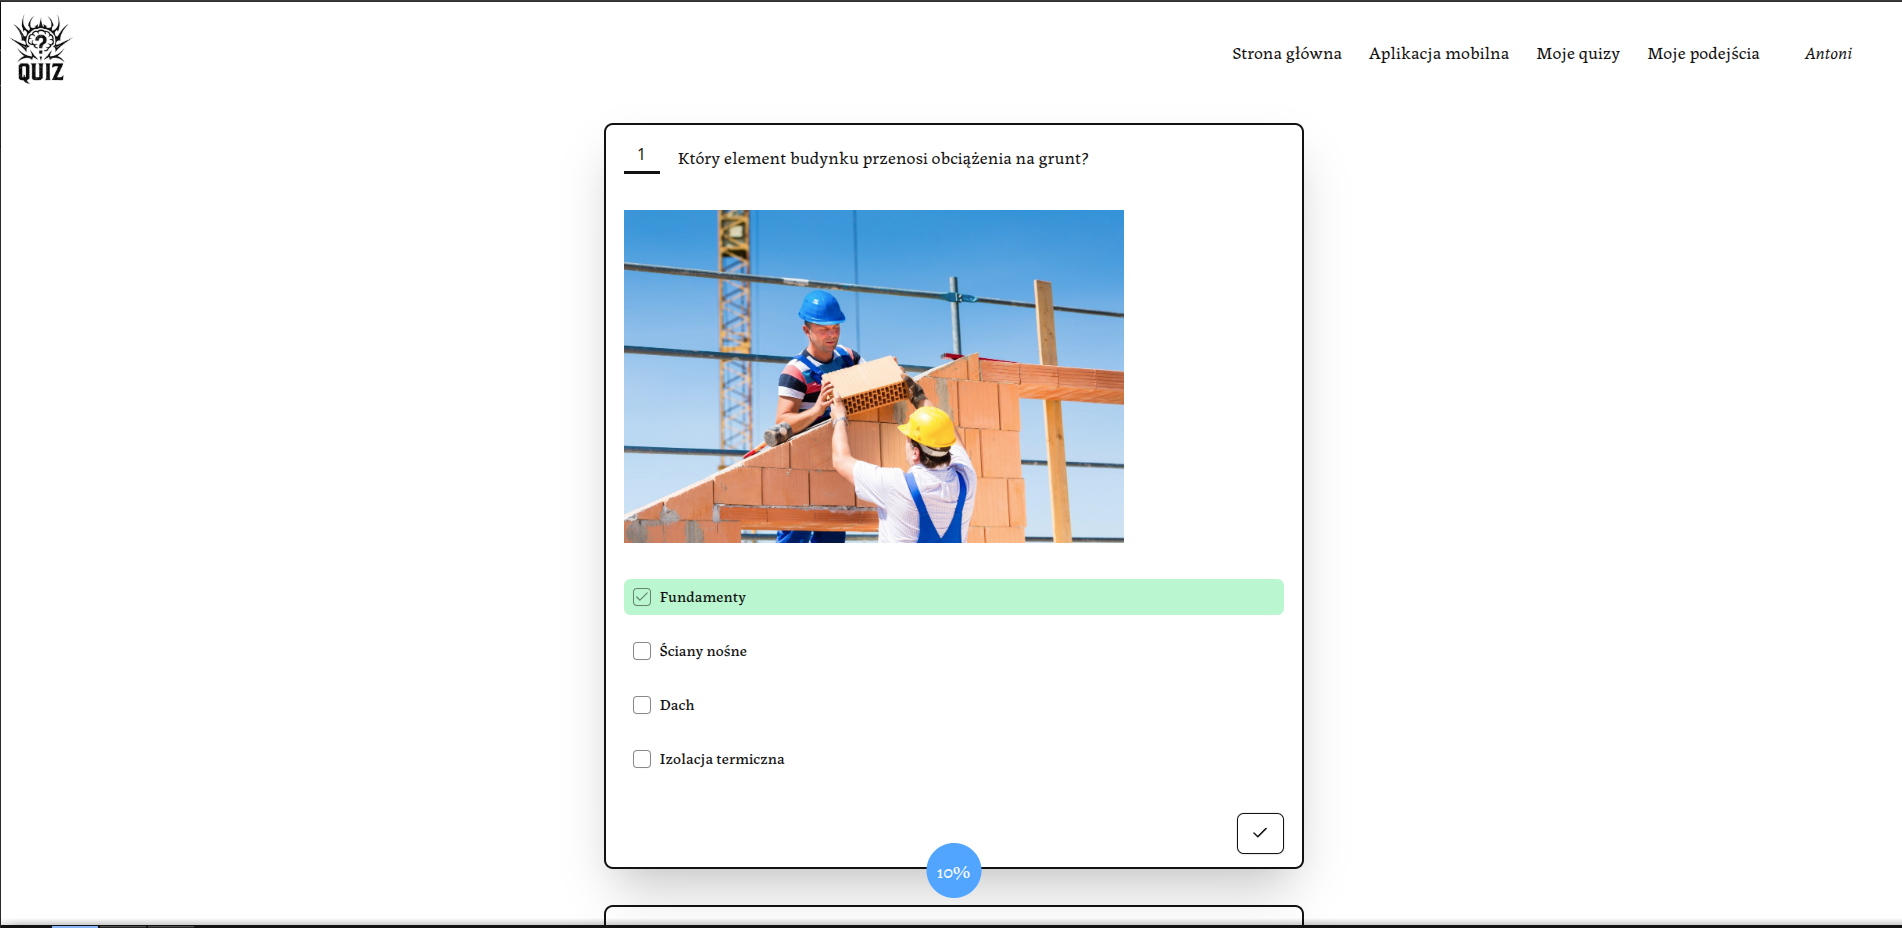 ?
QUIZ
Strona główna Aplikacja mobilna Moje quizy Moje podejścia Antoni
1 Który element budynku przenosi obciążenia na grunt?
Fundamenty
Ściany nośne
Dach
Izolacja termiczna
10%